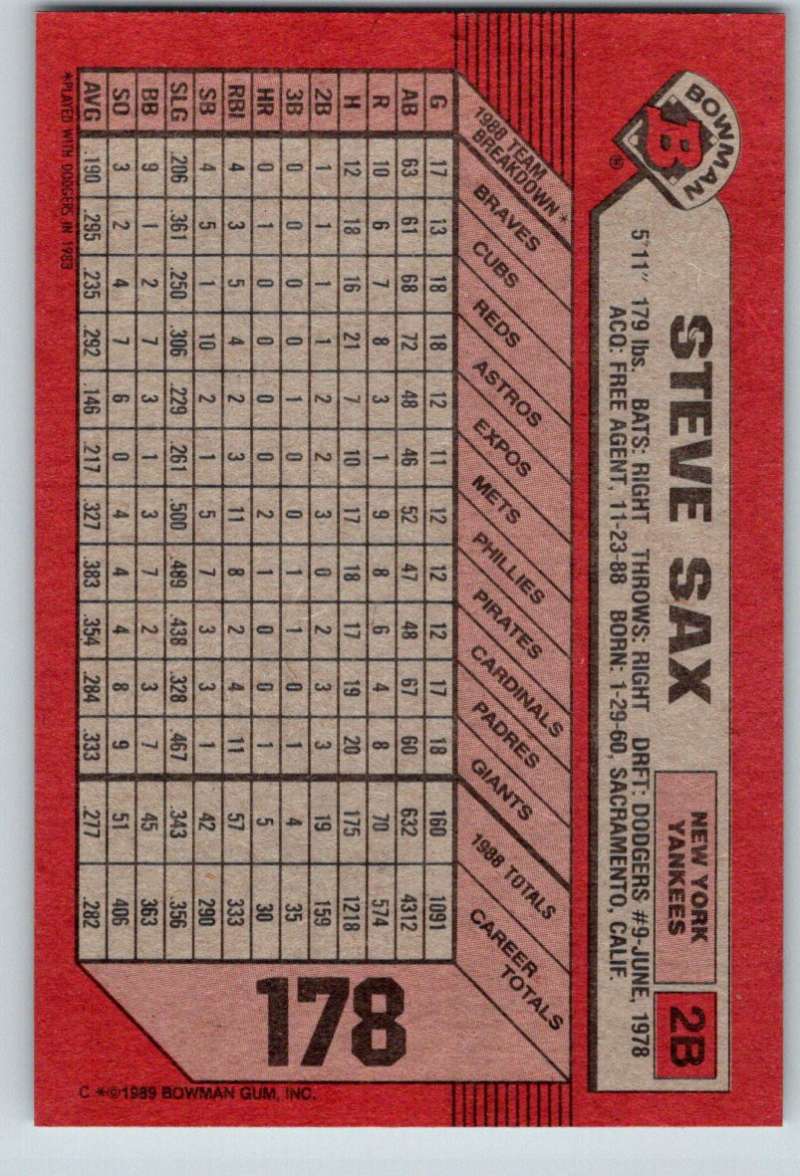 BOWMAN
B
®
STEVE SAX
NEW YORK
YANKEES
2B
5'11" 179 lbs. BATS: RIGHT THROWS: RIGHT DRFT: DODGERS #9-JUNE, 1978
ACQ: FREE AGENT, 11-23-88 BORN: 1-29-60, SACRAMENTO, CALIF.
1988 TEAM
BREAKDOWN*
BRAVES
CUBS
REDS
ASTROS
EXPOS
METS
PHILLIES
PIRATES
CARDINALS
PADRES
GIANTS
1988 TOTALS
CAREER
TOTALS
G 17 13 18 18 12 11 12 12 12 17 18 160 1091
AB 63 61 68 72 48 46 52 47 48 67 60 632 4312
R 10 6 7 8 3 1 9 8 6 4 8 70 574
H 12 18 16 21 7 10 17 18 17 19 20 175 1218
2B 1 1 1 1 2 2 3 0 2 3 3 19 159
3B 0 0 0 0 1 0 0 1 1 0 1 4 35
HR 0 1 0 0 0 0 2 1 0 0 1 5 30
RBI 4 3 5 4 2 3 11 8 2 4 11 57 333
SB 4 5 1 10 2 1 5 7 3 3 1 42 290
SLG .206 .361 .250 .306 .229 .261 .500 .489 .438 .328 .467 .343 .356
BB 9 1 2 7 3 1 3 7 2 3 7 45 363
SO 3 2 4 7 6 0 4 4 4 8 9 51 406
AVG .190 .295 .235 .292 .146 .217 .327 .383 .354 .284 .333 .277 .282
*PLAYED WITH DODGERS IN 1983
178
C *©1989 BOWMAN GUM, INC.